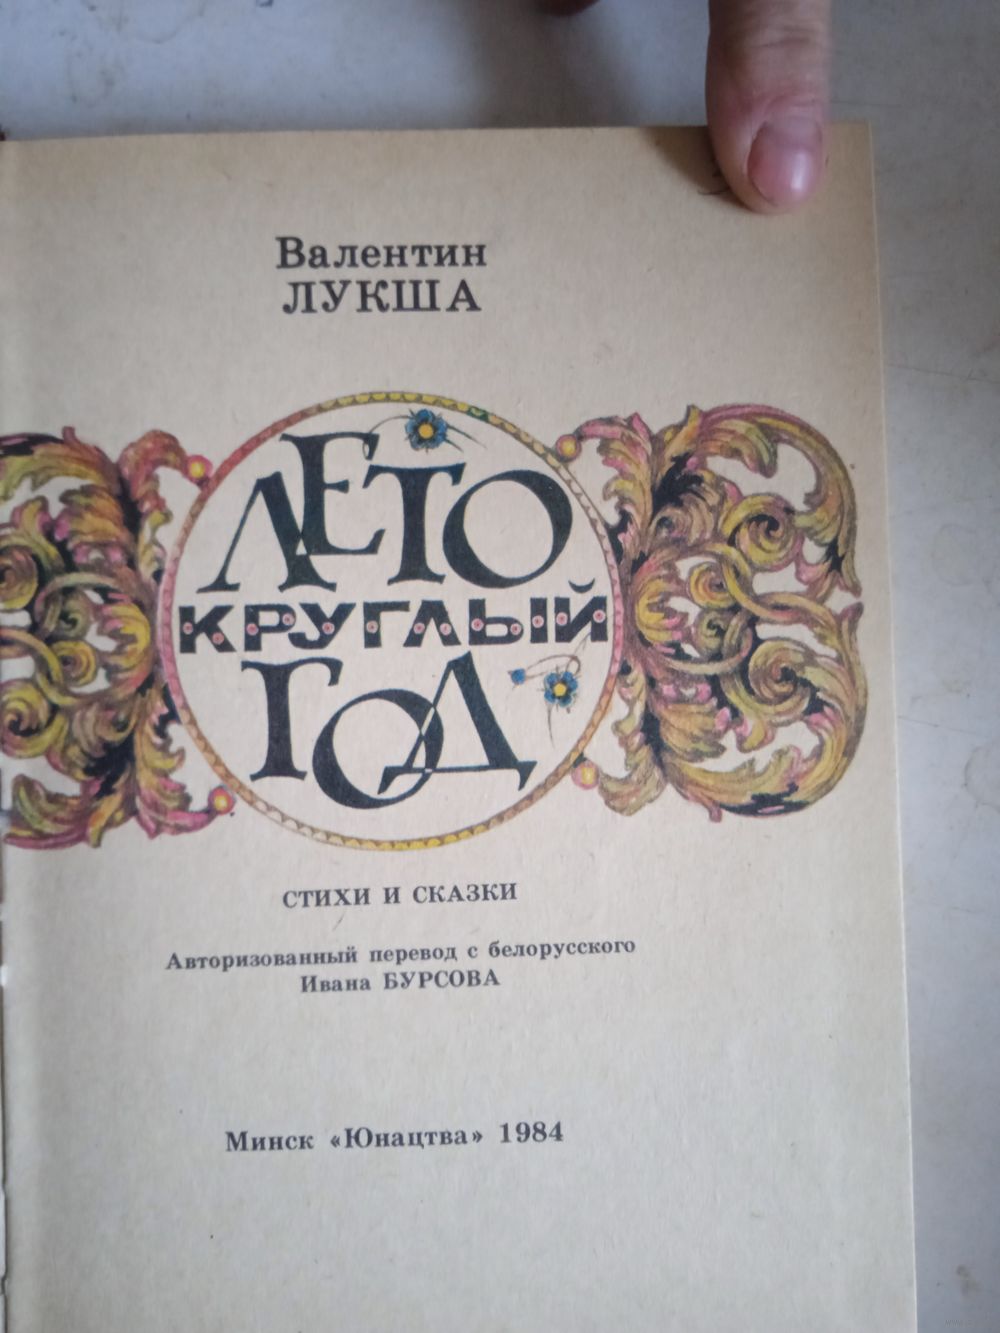 Валентин
ЛУКША
ЛЕТО
КРУГЛЫЙ
ГОД
СТИХИ И СКАЗКИ
Авторизованный перевод с белорусского
Ивана БУРСОВА
Минск «Юнацтва» 1984